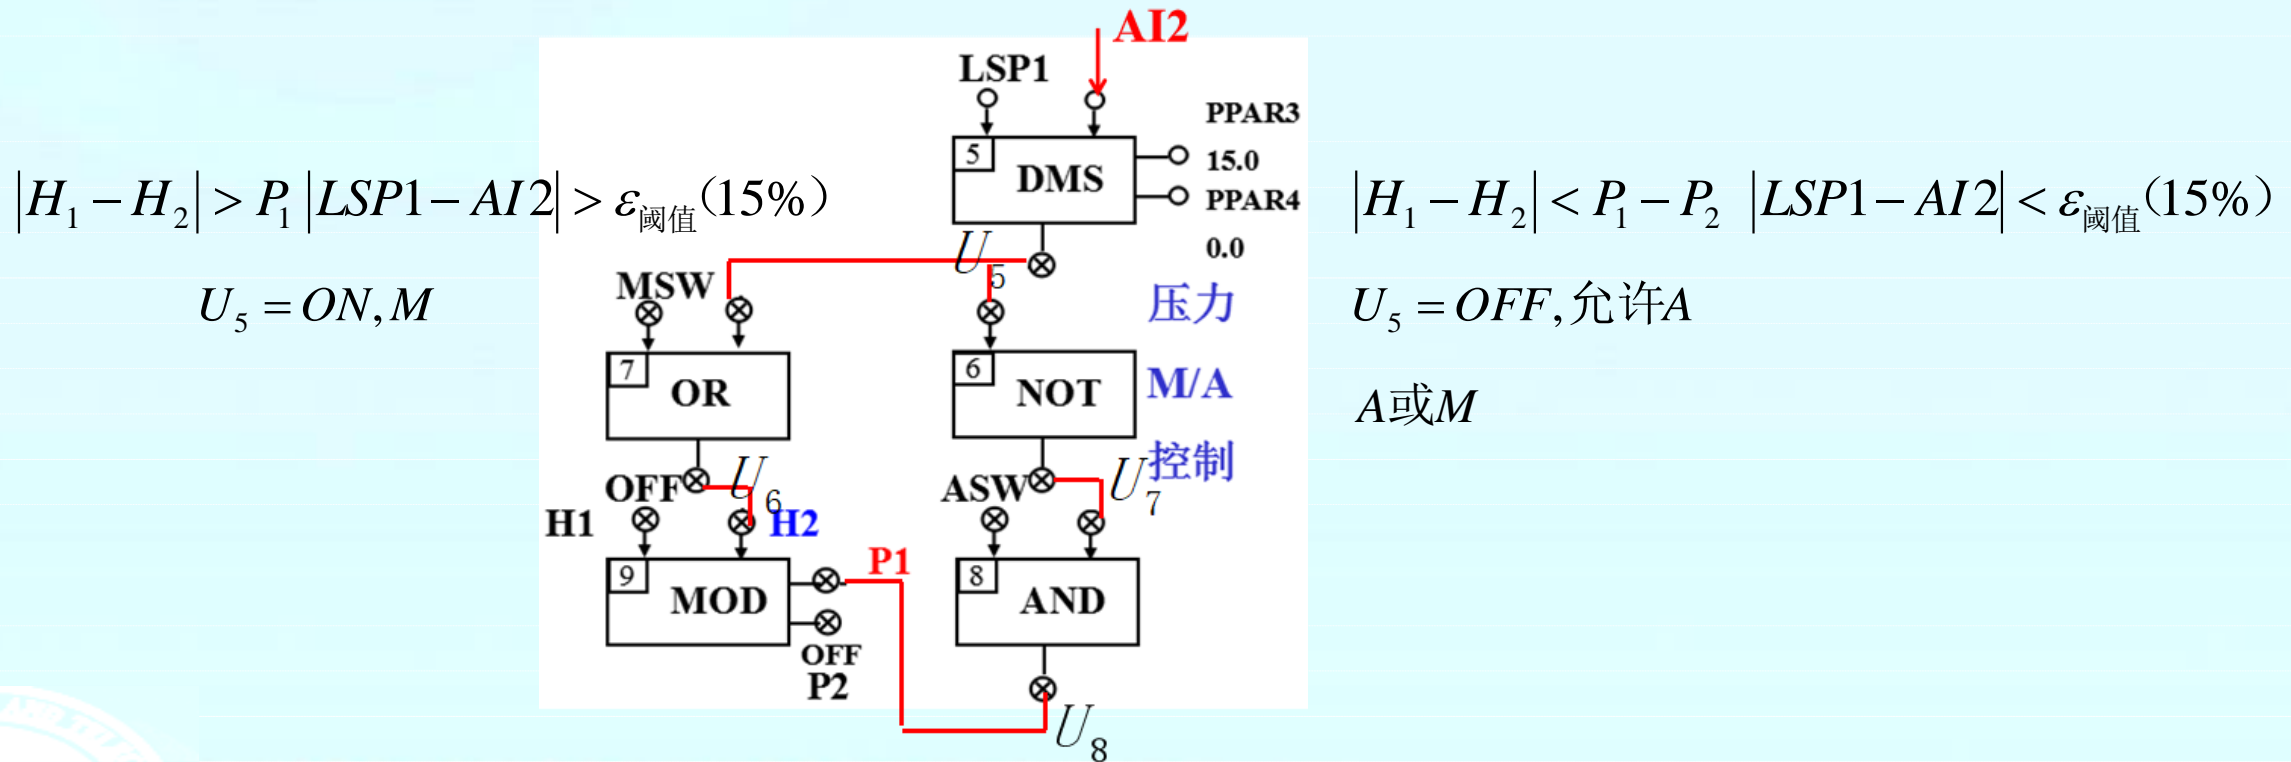 AI2
LSP1
PPAR3
5
DMS
15.0
PPAR4
0.0
|H₁ − H₂| > P₁ |LSP1 − AI2| > ε阈值(15%)
U₅ = ON, M
|H₁ − H₂| < P₁ − P₂ |LSP1 − AI2| < ε阈值(15%)
U₅ = OFF,允许A
A或M
U₅
MSW
压力
7
OR
6
NOT
M/A
控制
OFF
U₆
ASW
U₇
H1
H2
P1
9
MOD
8
AND
OFF
P2
U₈